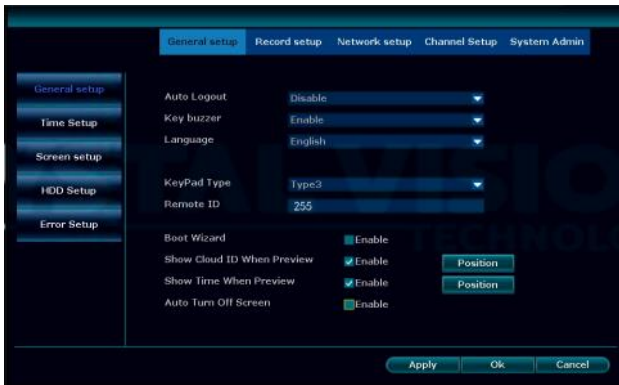 General setup Record setup Network setup Channel Setup System Admin
General setup
Time Setup
Screen setup
HDD Setup
Error Setup
Auto Logout Disable
Key buzzer Enable
Language English
KeyPad Type Type3
Remote ID 255
Boot Wizard Enable
Show Cloud ID When Preview Enable Position
Show Time When Preview Enable Position
Auto Turn Off Screen Enable
Apply Ok Cancel